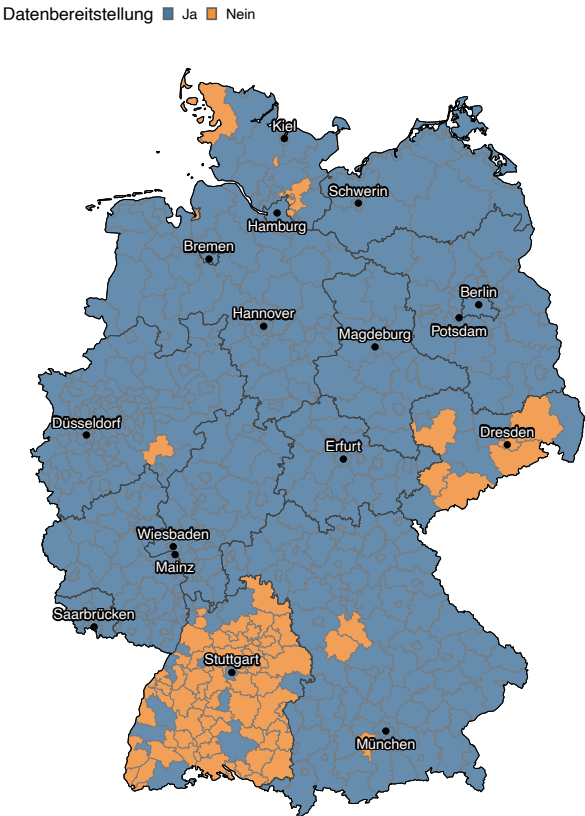 Datenbereitstellung Ja Nein
Kiel
Schwerin
Hamburg
Bremen
Berlin
Hannover
Potsdam
Magdeburg
Düsseldorf
Dresden
Erfurt
Wiesbaden
Mainz
Saarbrücken
Stuttgart
München